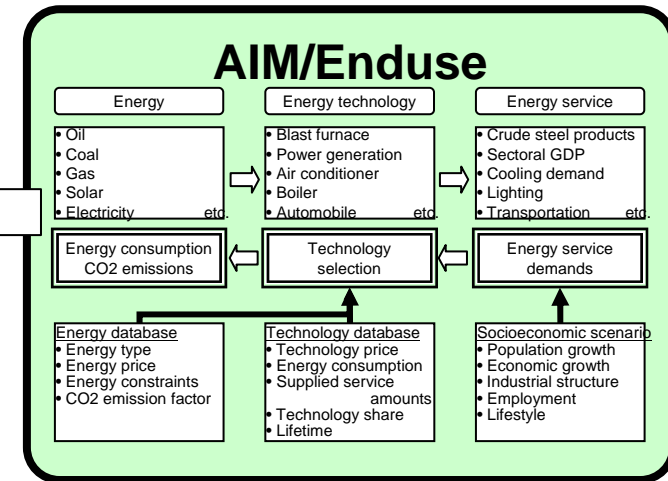 AIM/Enduse
Energy
Energy technology
Energy service
• Oil
• Coal
• Gas
• Solar
• Electricity etc.
• Blast furnace
• Power generation
• Air conditioner
• Boiler
• Automobile etc.
• Crude steel products
• Sectoral GDP
• Cooling demand
• Lighting
• Transportation etc.
Energy consumption
CO2 emissions
Technology
selection
Energy service
demands
Energy database
• Energy type
• Energy price
• Energy constraints
• CO2 emission factor
Technology database
• Technology price
• Energy consumption
• Supplied service
amounts
• Technology share
• Lifetime
Socioeconomic scenario
• Population growth
• Economic growth
• Industrial structure
• Employment
• Lifestyle